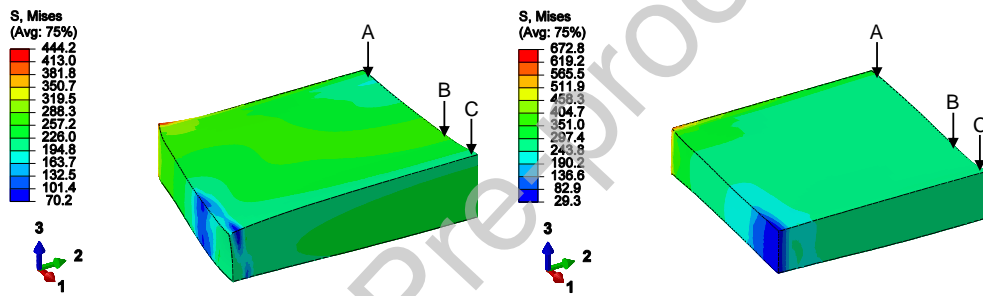 S, Mises
(Avg: 75%)
444.2
413.0
381.8
350.7
319.5
288.3
257.2
226.0
194.8
163.7
132.5
101.4
70.2
A
B
C
3
2
1
S, Mises
(Avg: 75%)
672.8
619.2
565.5
511.9
458.3
404.7
351.0
297.4
243.8
190.2
136.6
82.9
29.3
A
B
C
3
2
1
Pre-proo